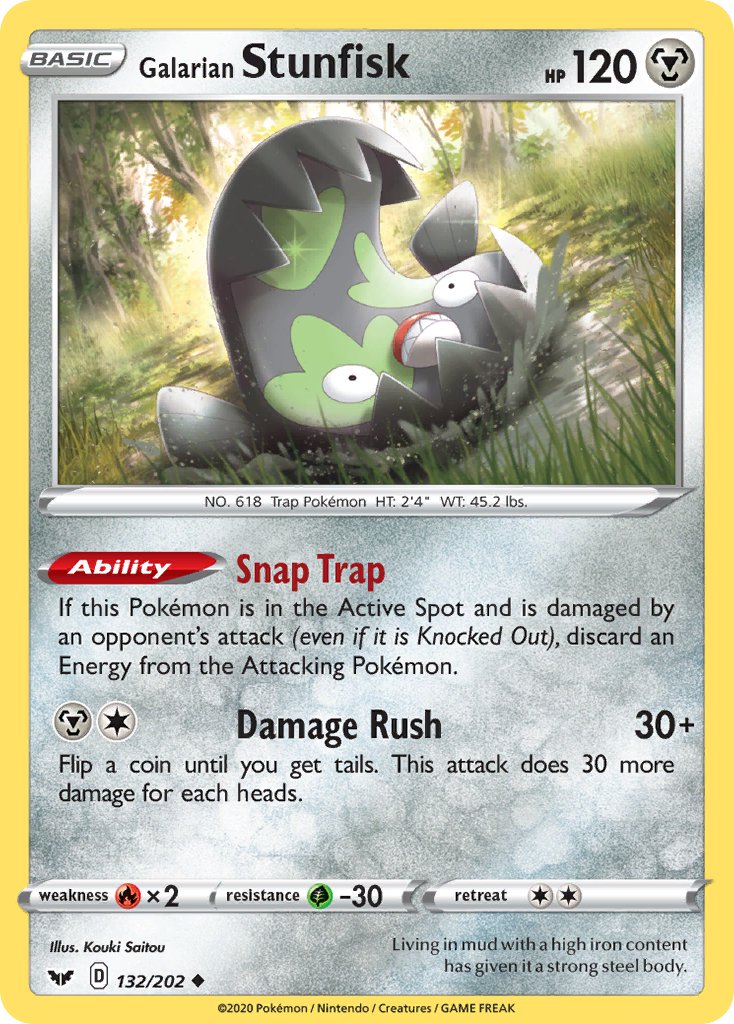 BASIC
Galarian Stunfisk
HP 120
NO. 618 Trap Pokémon HT: 2'4" WT: 45.2 lbs.
Ability Snap Trap
If this Pokémon is in the Active Spot and is damaged by
an opponent's attack (even if it is Knocked Out), discard an
Energy from the Attacking Pokémon.
Damage Rush 30+
Flip a coin until you get tails. This attack does 30 more
damage for each heads.
weakness ×2 resistance -30 retreat
Illus. Kouki Saitou
Living in mud with a high iron content
has given it a strong steel body.
D 132/202
©2020 Pokémon / Nintendo / Creatures / GAME FREAK